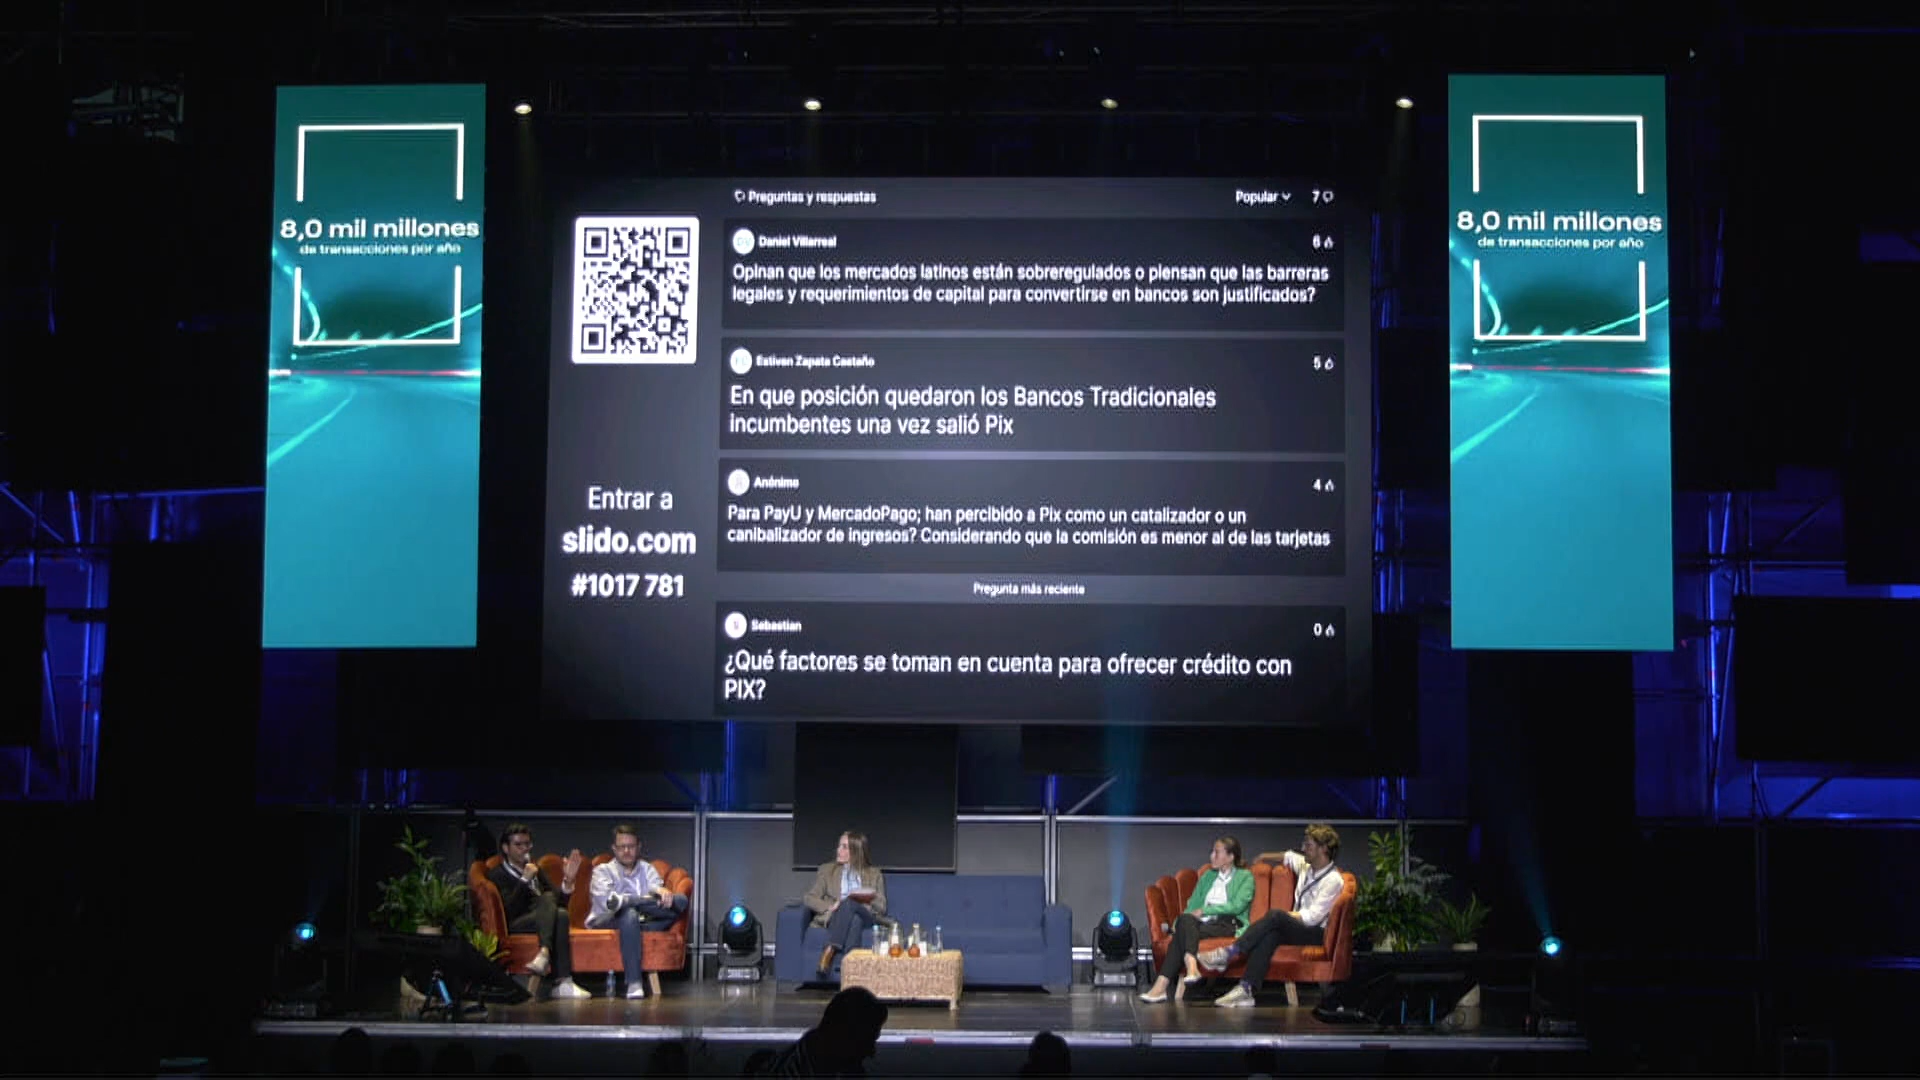 8,0 mil millones
de transacciones por año
Preguntas y respuestas
Popular
7
Daniel Villarreal
6
Opinan que los mercados latinos están sobreregulados o piensan que las barreras
legales y requerimientos de capital para convertirse en bancos son justificados?
Estiven Zapata Castaño
5
En que posición quedaron los Bancos Tradicionales
incumbentes una vez salió Pix
Anónimo
4
Para PayU y MercadoPago; han percibido a Pix como un catalizador o un
canibalizador de ingresos? Considerando que la comisión es menor al de las tarjetas
Pregunta más reciente
S
Sebastian
0
¿Qué factores se toman en cuenta para ofrecer crédito con
PIX?
Entrar a
slido.com
#1017 781
8,0 mil millones
de transacciones por año